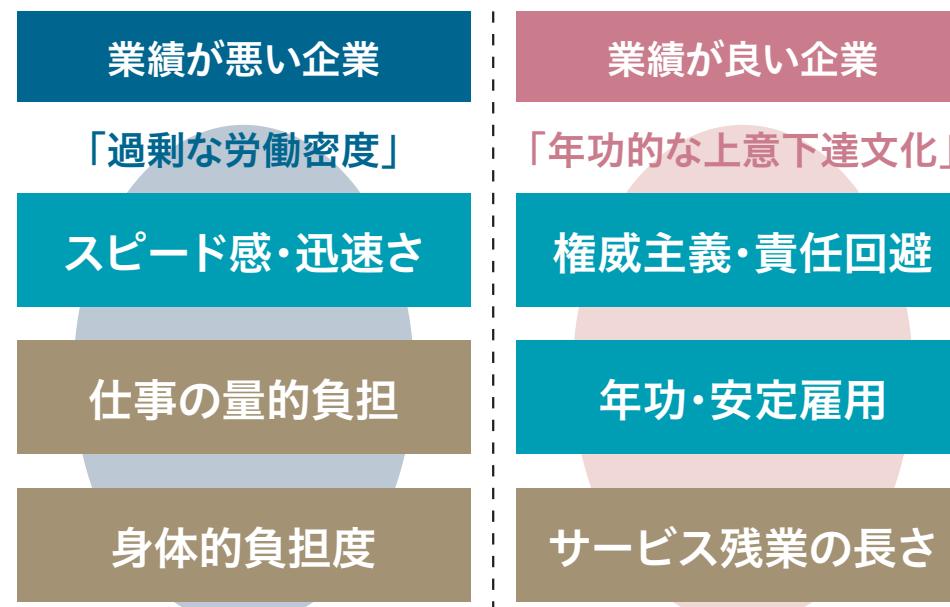 業績が悪い企業
「過剰な労働密度」
スピード感・迅速さ
仕事の量的負担
身体的負担度
業績が良い企業
「年功的な上意下達文化」
権威主義・責任回避
年功・安定雇用
サービス残業の長さ